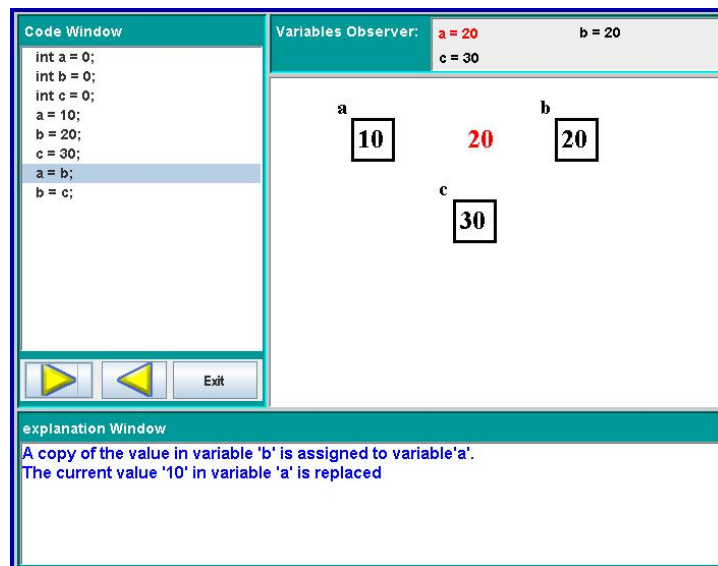 Code Window
int a = 0;
int b = 0;
int c = 0;
a = 10;
b = 20;
c = 30;
a = b;
b = c;
Exit
Variables Observer: a = 20 b = 20
c = 30
a b
10 20 20
c
30
explanation Window
A copy of the value in variable 'b' is assigned to variable'a'.
The current value '10' in variable 'a' is replaced